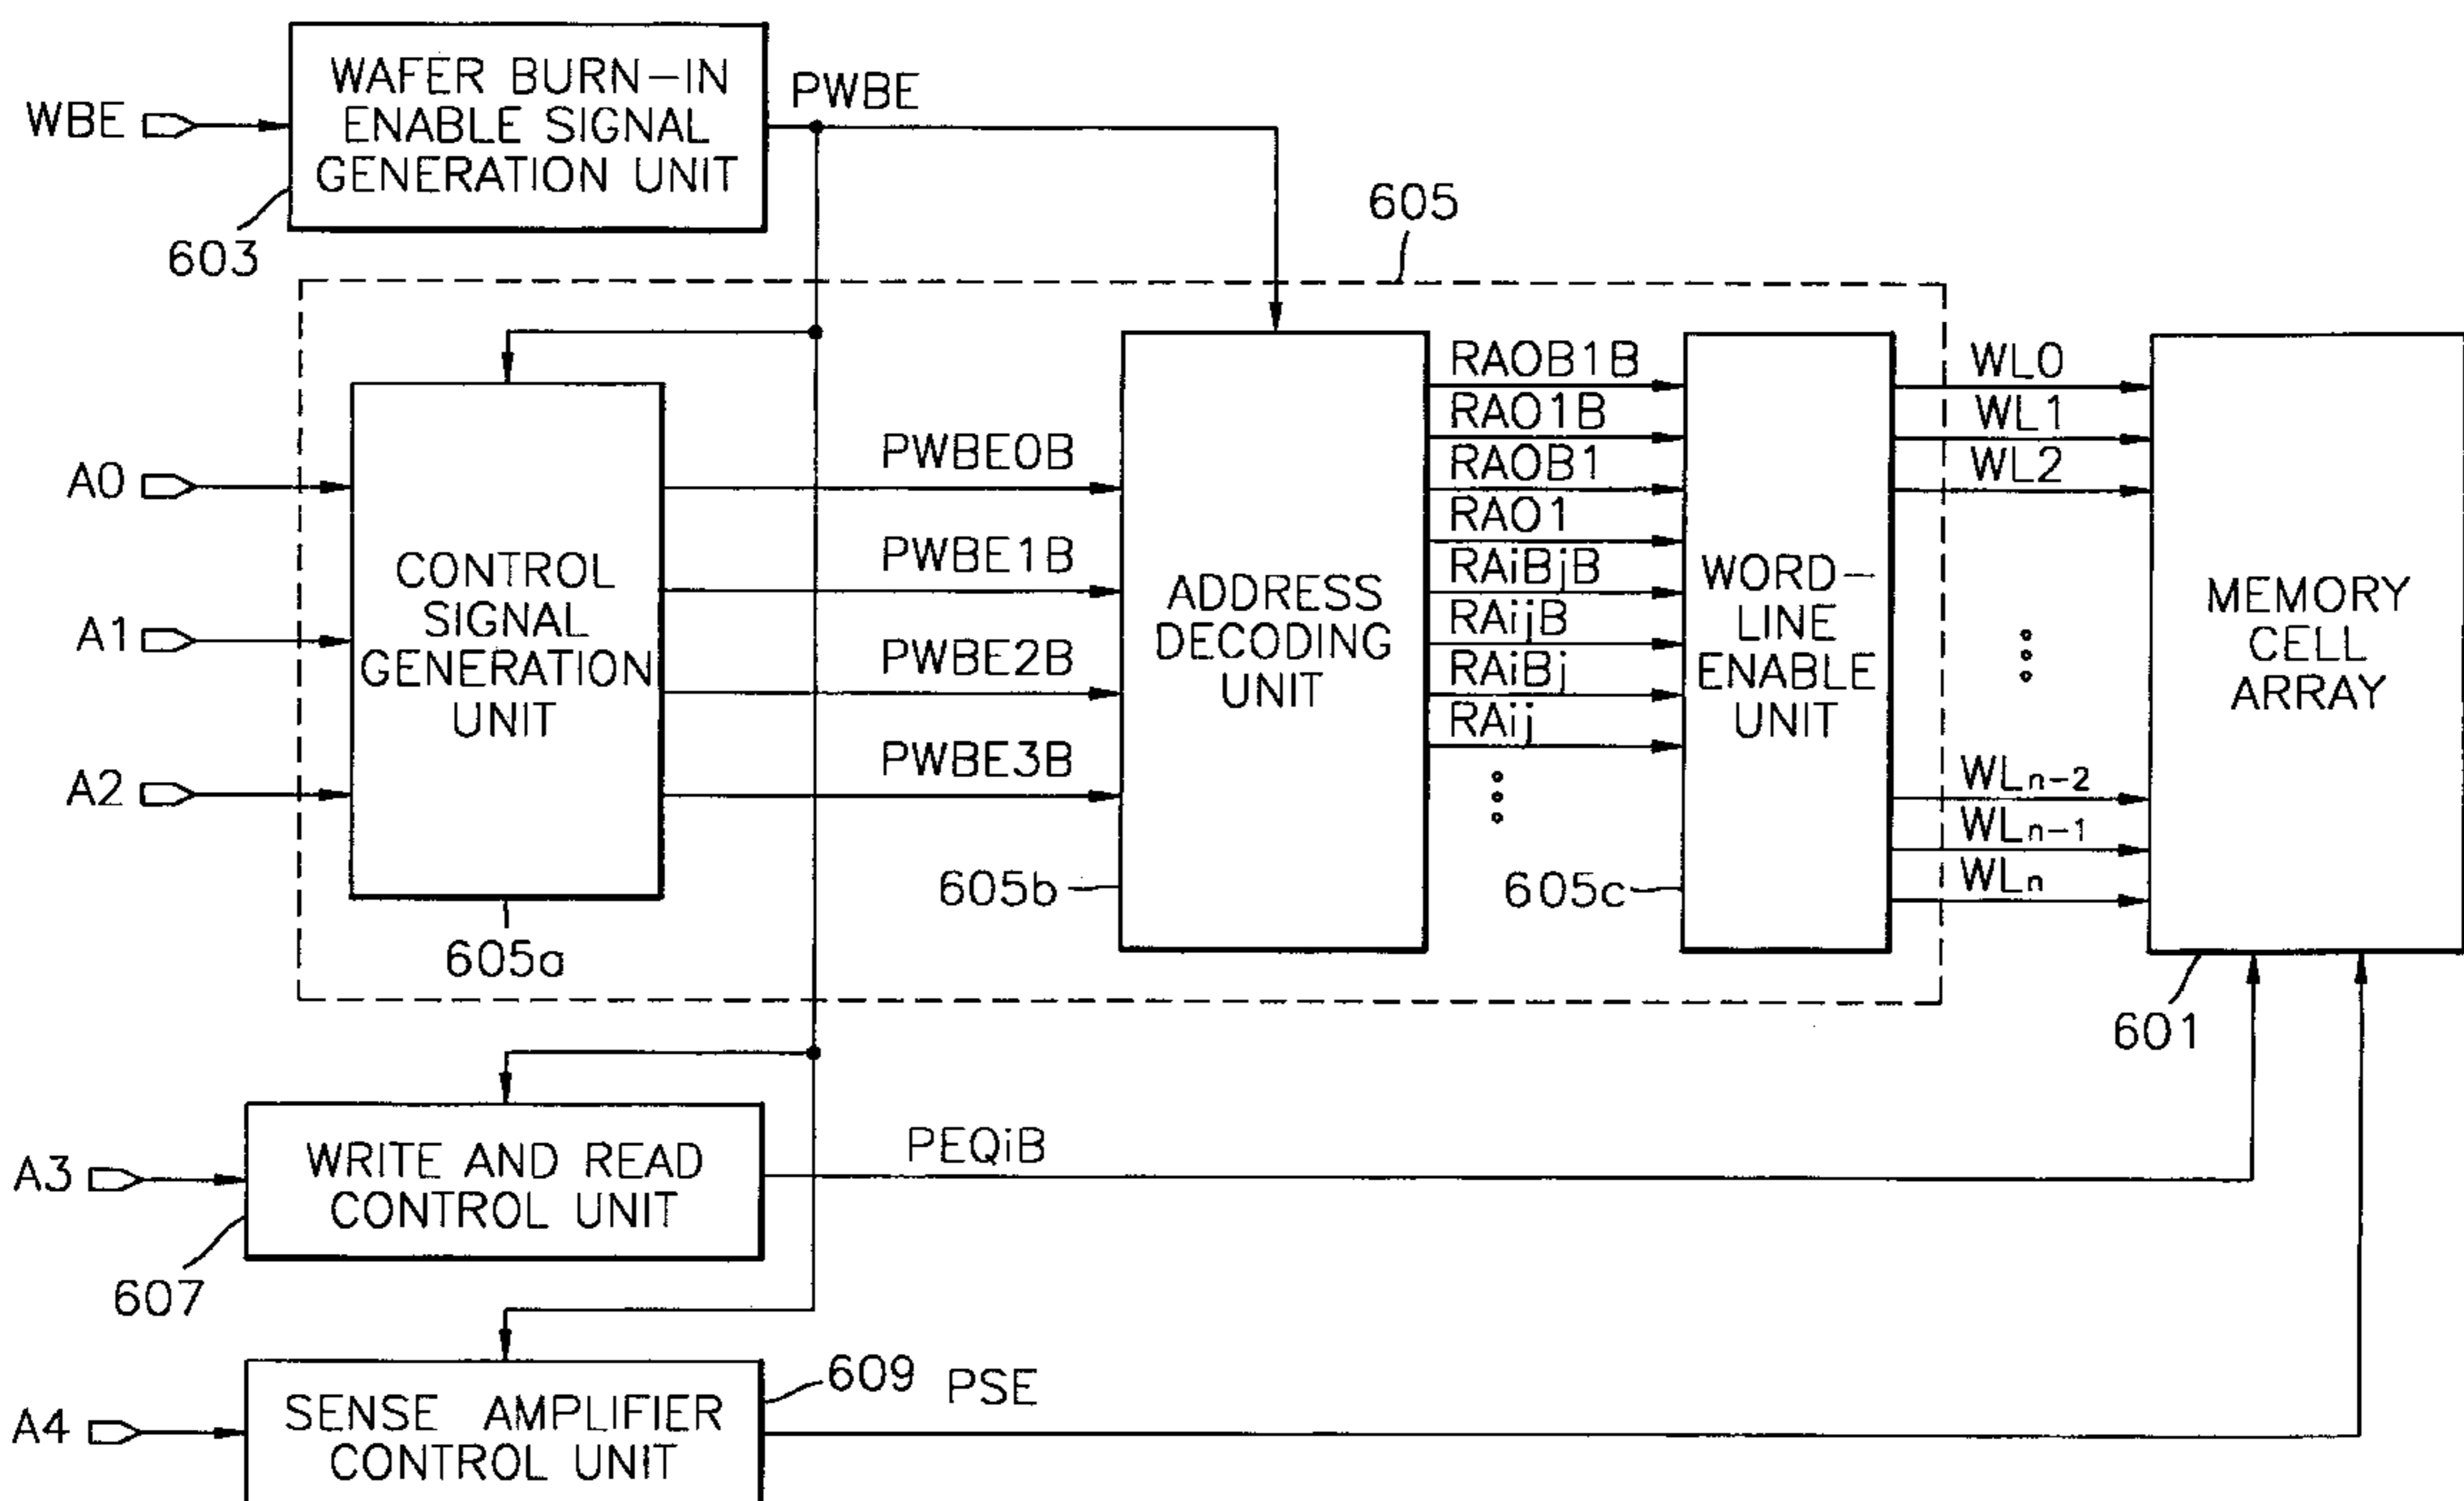 WAFER BURN-IN
ENABLE SIGNAL
GENERATION UNIT
WBE
PWBE
603
605
CONTROL
SIGNAL
GENERATION
UNIT
A0
A1
A2
605a
PWBE0B
PWBE1B
PWBE2B
PWBE3B
ADDRESS
DECODING
UNIT
605b
RA0B1B
RA01B
RA0B1
RA01
RAiBjB
RAijB
RAiBj
RAij
WORD-
LINE
ENABLE
UNIT
605c
WL0
WL1
WL2
WLn-2
WLn-1
WLn
MEMORY
CELL
ARRAY
601
A3
WRITE AND READ
CONTROL UNIT
607
PEQiB
A4
SENSE AMPLIFIER
CONTROL UNIT
609
PSE